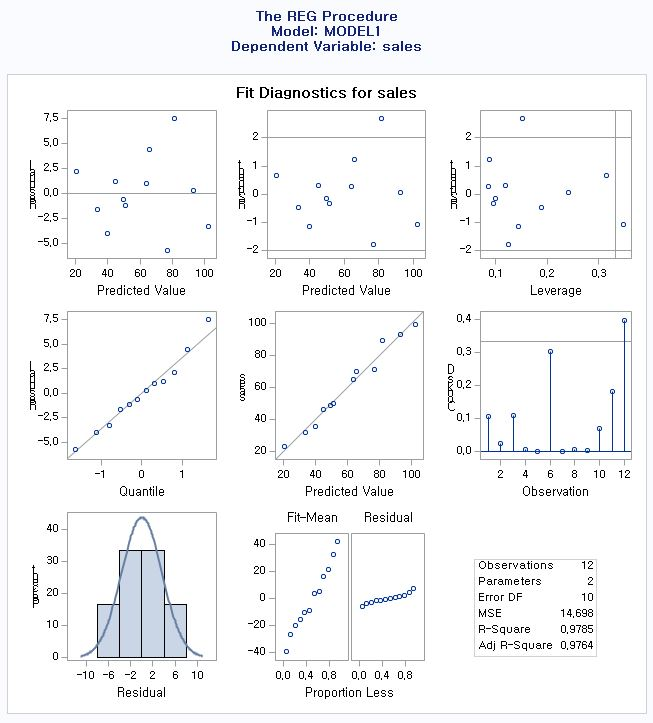 The REG Procedure
Model: MODEL1
Dependent Variable: sales
Fit Diagnostics for sales
7,5
5,0
2,5
0,0
−2,5
−5,0
20 40 60 80 100
Predicted Value
2
1
0
−1
−2
20 40 60 80 100
Predicted Value
2
1
0
−1
−2
0,1 0,2 0,3
Leverage
7,5
5,0
2,5
0,0
−2,5
−5,0
−1 0 1
Quantile
100
80
60
40
20
20 40 60 80 100
Predicted Value
0,4
0,3
0,2
0,1
0,0
2 4 6 8 10 12
Observation
40
30
20
10
0
−10 −6 −2 2 6 10
Residual
Fit–Mean Residual
40
20
0
−20
−40
0,0 0,4 0,8 0,0 0,4 0,8
Proportion Less
Observations 12
Parameters 2
Error DF 10
MSE 14,698
R-Square 0,9785
Adj R-Square 0,9764